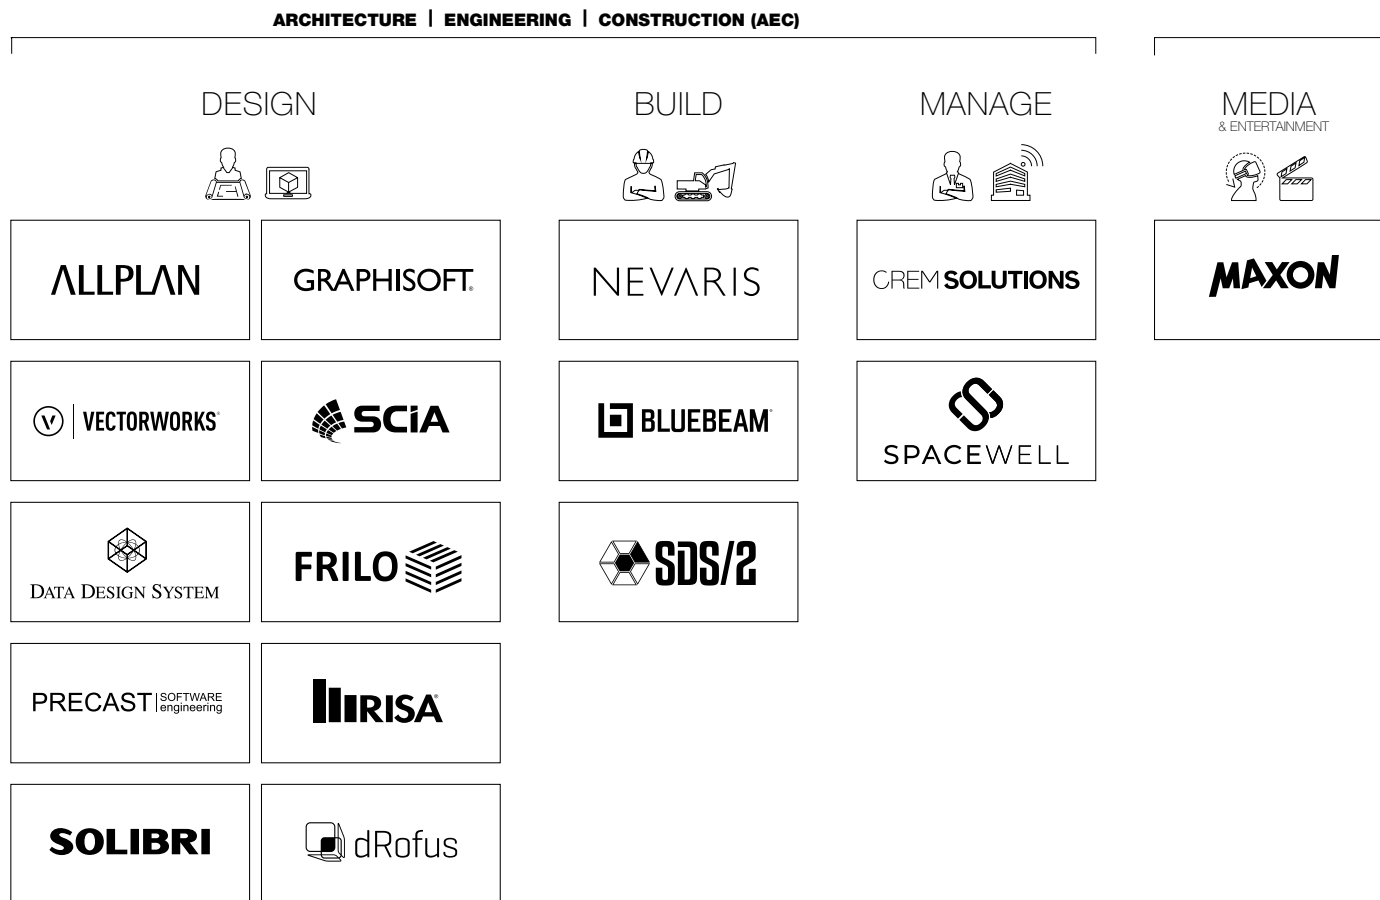 ARCHITECTURE | ENGINEERING | CONSTRUCTION (AEC)
DESIGN
BUILD
MANAGE
MEDIA
& ENTERTAINMENT
ALLPLAN
GRAPHISOFT®
NEVARIS
CREM SOLUTIONS
MAXON
V | VECTORWORKS®
SCiA
BLUEBEAM®
SPACEWELL
DATA DESIGN SYSTEM
FRILO
SDS/2
PRECAST | SOFTWARE
engineering
RISA®
SOLIBRI
dRofus